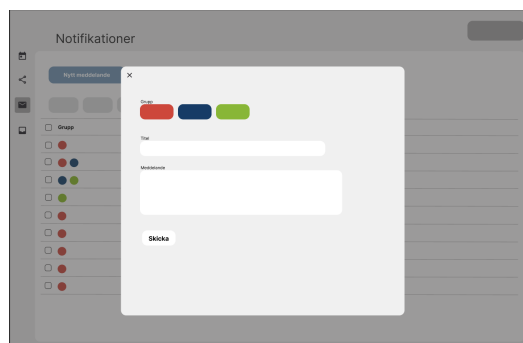 Notifikationer
Nytt meddelande
Grupp
Grupp
Titel
Meddelande
Skicka